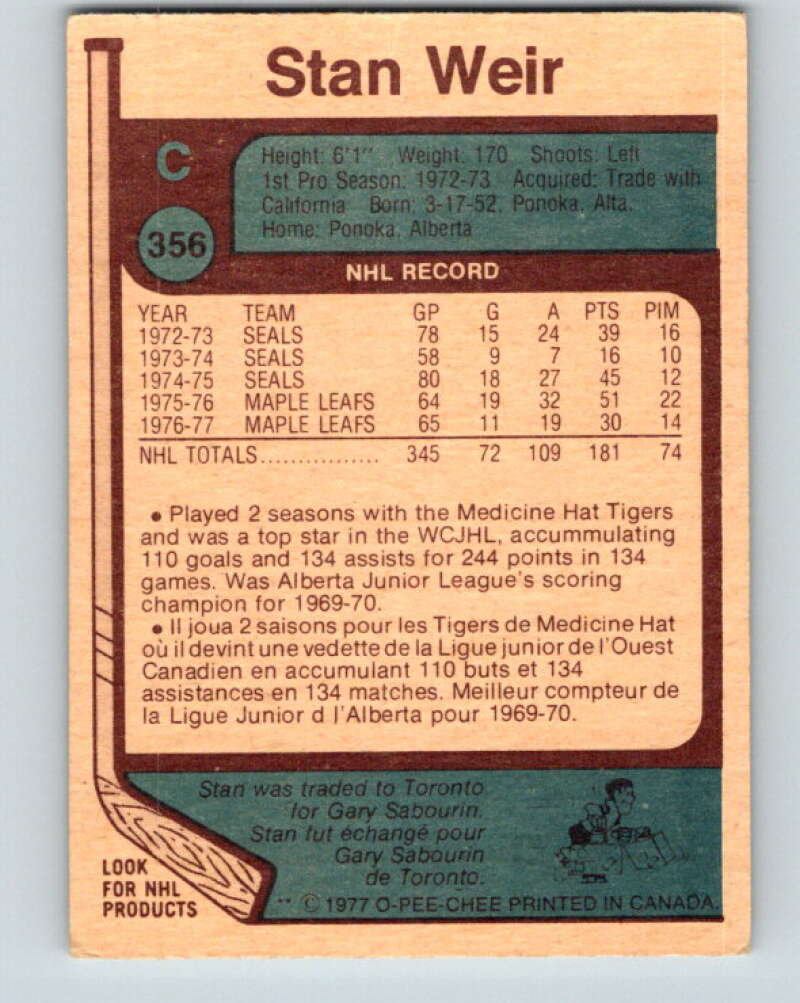 Stan Weir
C
Height: 6'1" Weight: 170 Shoots: Left
1st Pro Season: 1972-73 Acquired: Trade with
California Born: 3-17-52, Ponoka, Alta.
Home: Ponoka, Alberta
356
NHL RECORD
YEAR TEAM GP G A PTS PIM
1972-73 SEALS 78 15 24 39 16
1973-74 SEALS 58 9 7 16 10
1974-75 SEALS 80 18 27 45 12
1975-76 MAPLE LEAFS 64 19 32 51 22
1976-77 MAPLE LEAFS 65 11 19 30 14
NHL TOTALS................ 345 72 109 181 74
• Played 2 seasons with the Medicine Hat Tigers
and was a top star in the WCJHL, accummulating
110 goals and 134 assists for 244 points in 134
games. Was Alberta Junior League's scoring
champion for 1969-70.
• Il joua 2 saisons pour les Tigers de Medicine Hat
où il devint une vedette de la Ligue junior de l'Ouest
Canadien en accumulant 110 buts et 134
assistances en 134 matches. Meilleur compteur de
la Ligue Junior d l'Alberta pour 1969-70.
Stan was traded to Toronto
for Gary Sabourin.
Stan fut échangé pour
Gary Sabourin
de Toronto.
LOOK
FOR NHL
PRODUCTS
** © 1977 O-PEE-CHEE PRINTED IN CANADA.